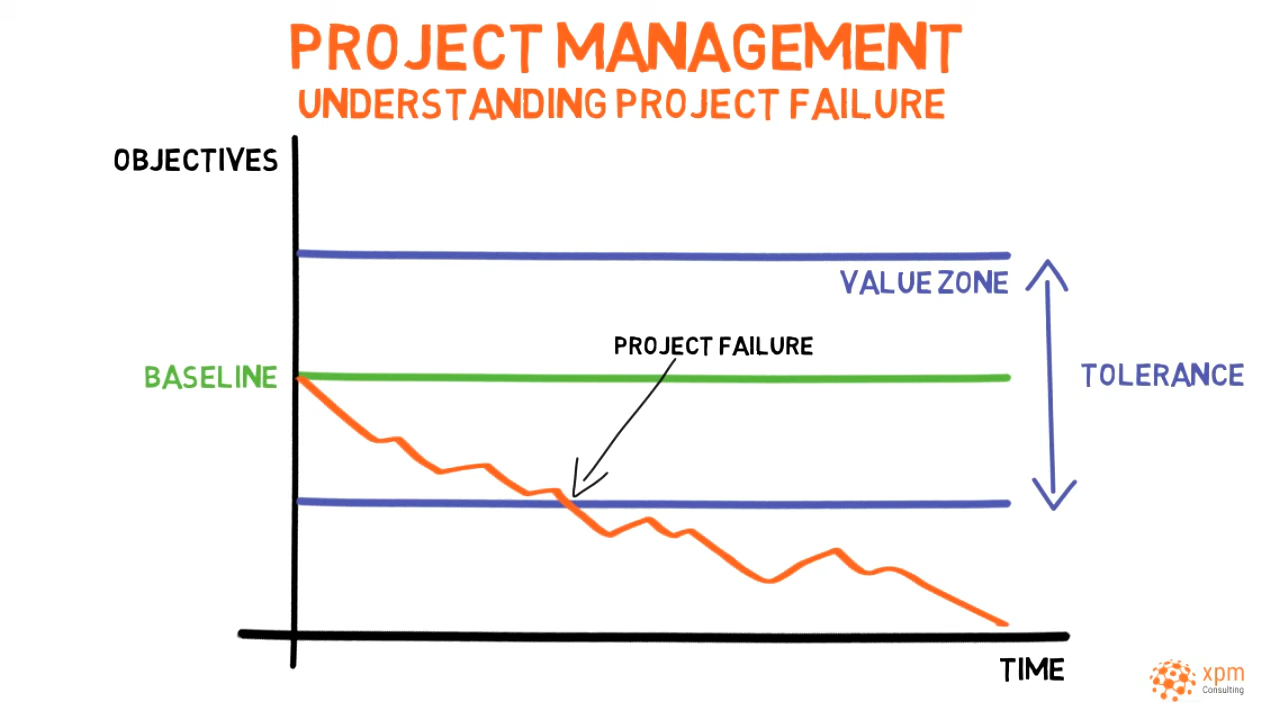 PROJECT MANAGEMENT
UNDERSTANDING PROJECT FAILURE
OBJECTIVES
VALUE ZONE
PROJECT FAILURE
BASELINE
TOLERANCE
TIME
xpm
Consulting